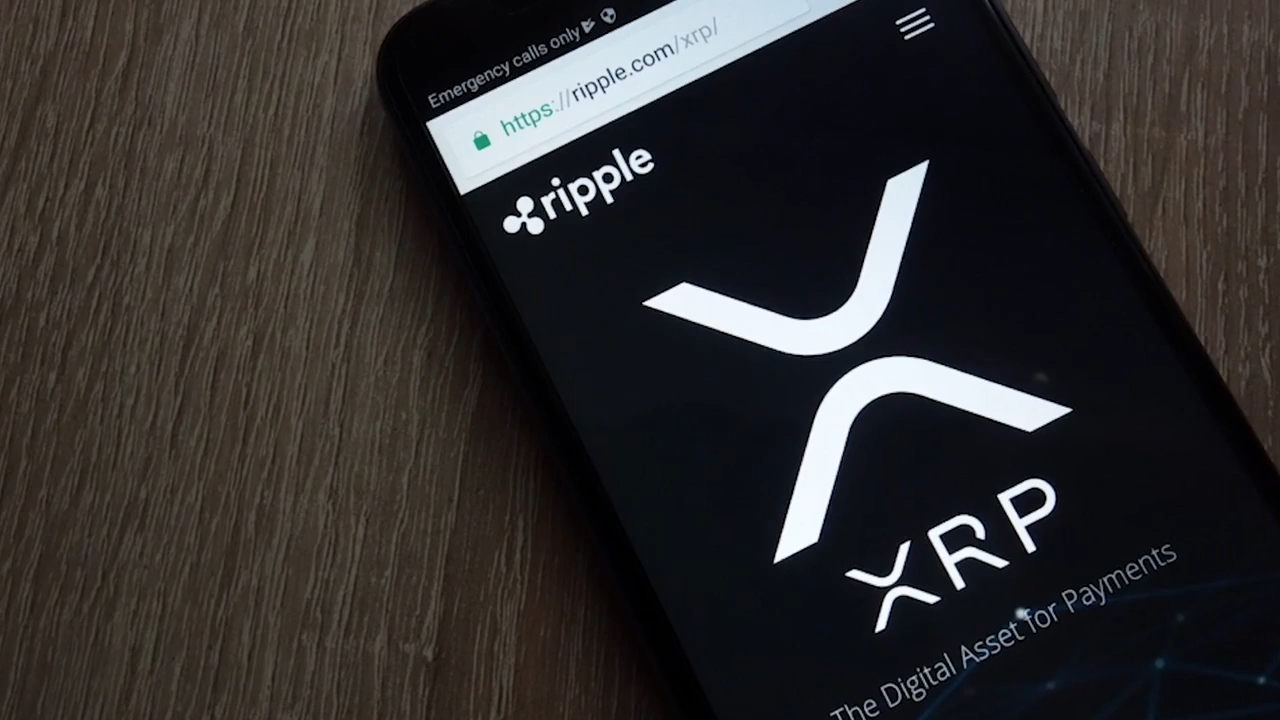 Emergency calls only
https://ripple.com/xrp/
ripple
XRP
The Digital Asset for Payments